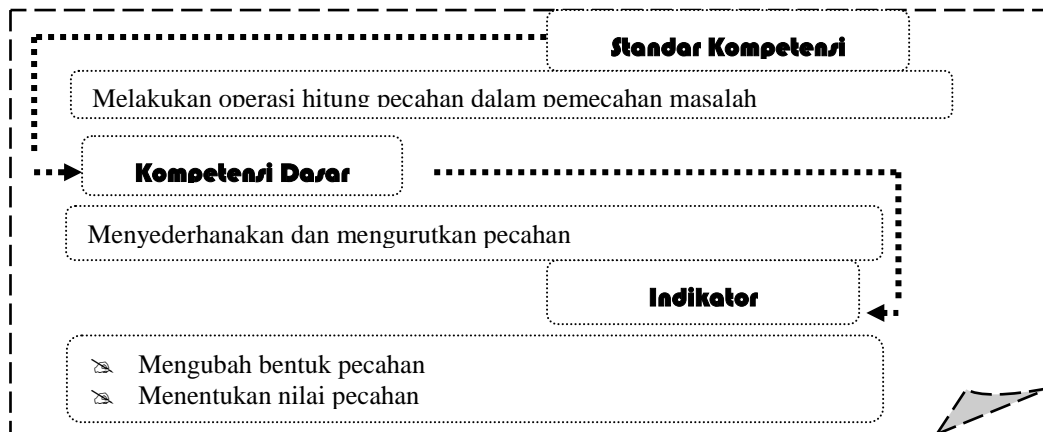 Standar Kompetensi
Melakukan operasi hitung pecahan dalam pemecahan masalah
Kompetensi Dasar
Menyederhanakan dan mengurutkan pecahan
Indikator
Mengubah bentuk pecahan
Menentukan nilai pecahan